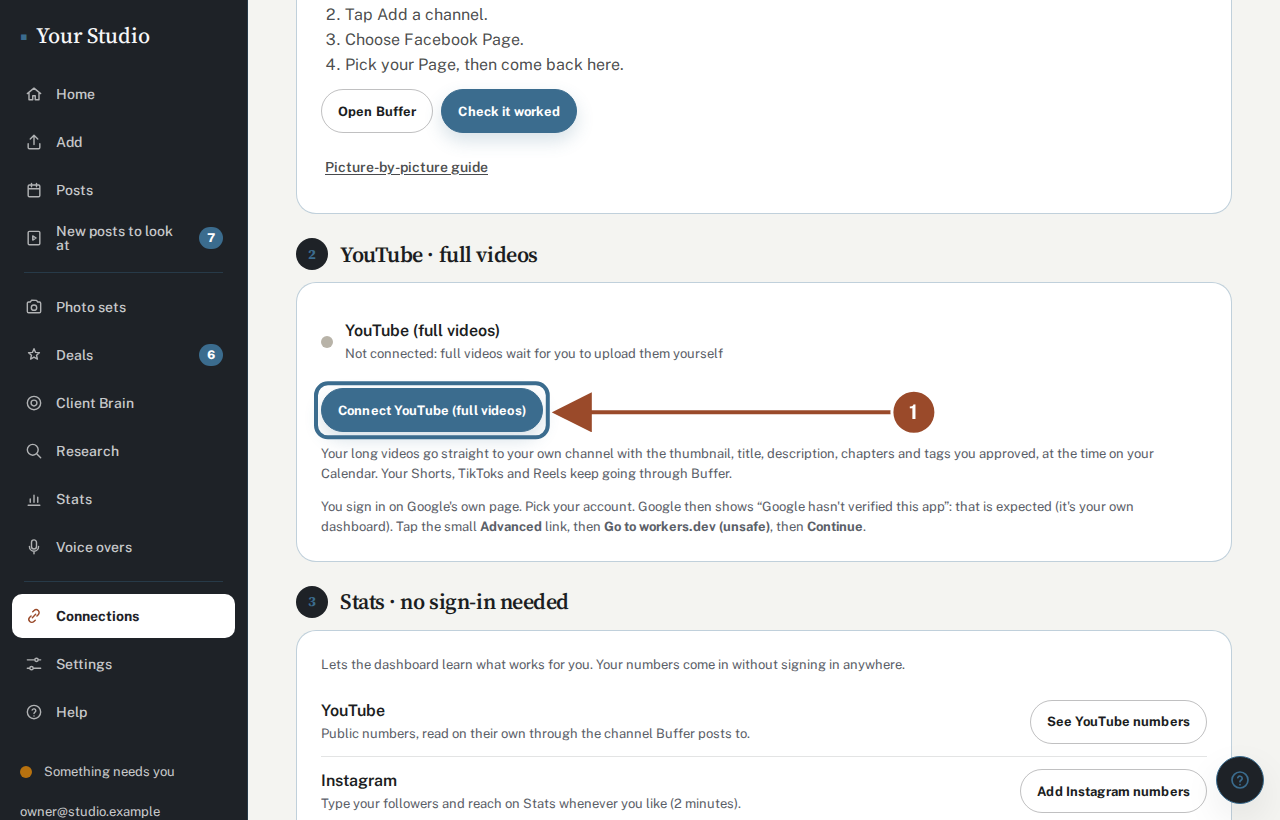 Your Studio
Home
Add
Posts
New posts to look
at
7
Photo sets
Deals
6
Client Brain
Research
Stats
Voice overs
Connections
Settings
Help
Something needs you
owner@studio.example
2. Tap Add a channel.
3. Choose Facebook Page.
4. Pick your Page, then come back here.
Open Buffer
Check it worked
Picture-by-picture guide
2
YouTube · full videos
YouTube (full videos)
Not connected: full videos wait for you to upload them yourself
Connect YouTube (full videos)
1
Your long videos go straight to your own channel with the thumbnail, title, description, chapters and tags you approved, at the time on your
Calendar. Your Shorts, TikToks and Reels keep going through Buffer.
You sign in on Google's own page. Pick your account. Google then shows “Google hasn't verified this app”: that is expected (it's your own
dashboard). Tap the small Advanced link, then Go to workers.dev (unsafe), then Continue.
3
Stats · no sign-in needed
Lets the dashboard learn what works for you. Your numbers come in without signing in anywhere.
YouTube
Public numbers, read on their own through the channel Buffer posts to.
See YouTube numbers
Instagram
Type your followers and reach on Stats whenever you like (2 minutes).
Add Instagram numbers